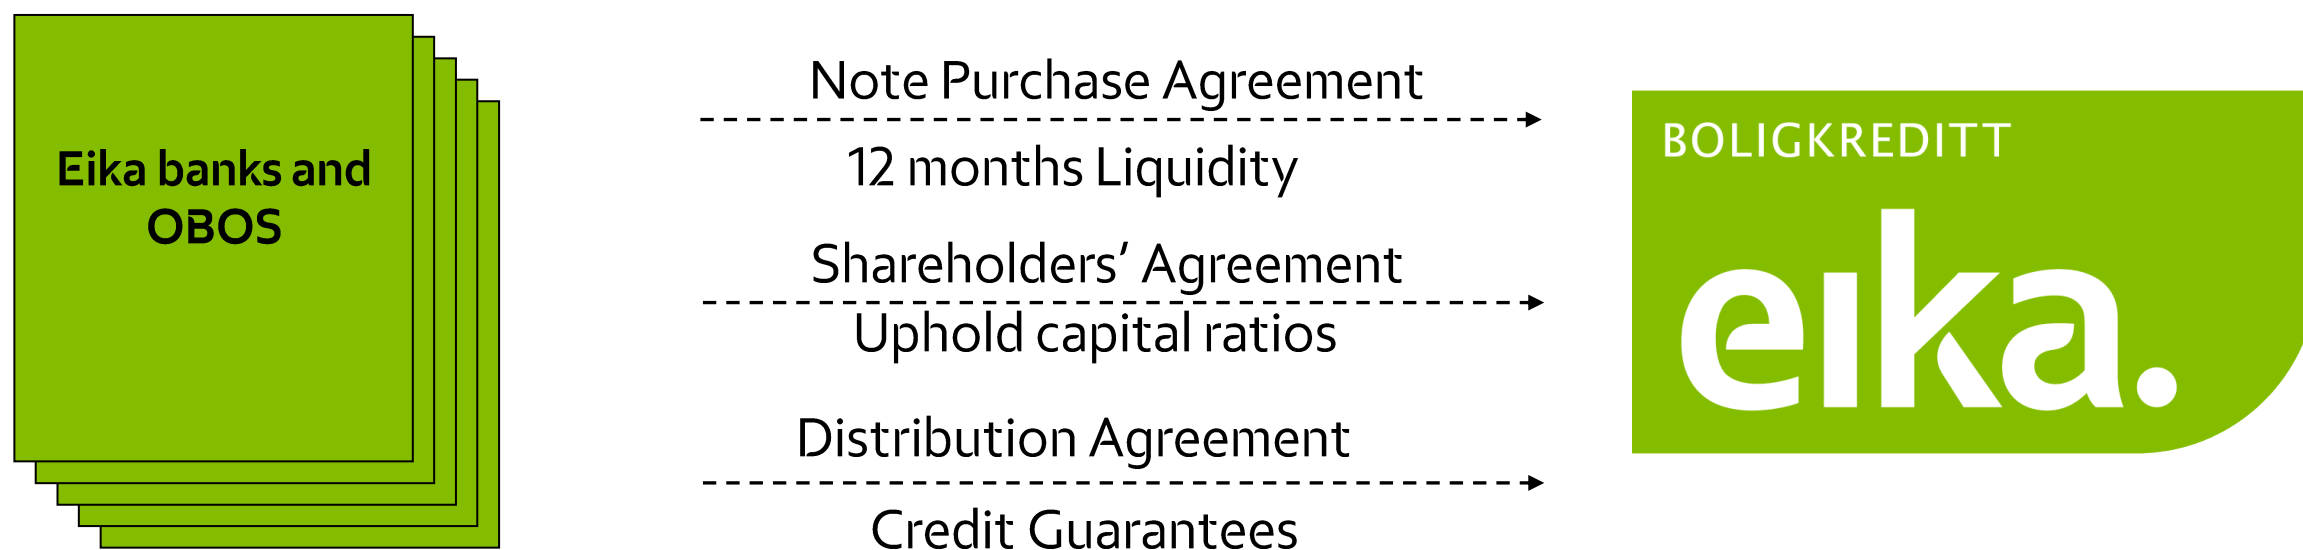 Eika banks and
OBOS
Note Purchase Agreement
12 months Liquidity
Shareholders’ Agreement
Uphold capital ratios
Distribution Agreement
Credit Guarantees
BOLIGKREDITT
eika.